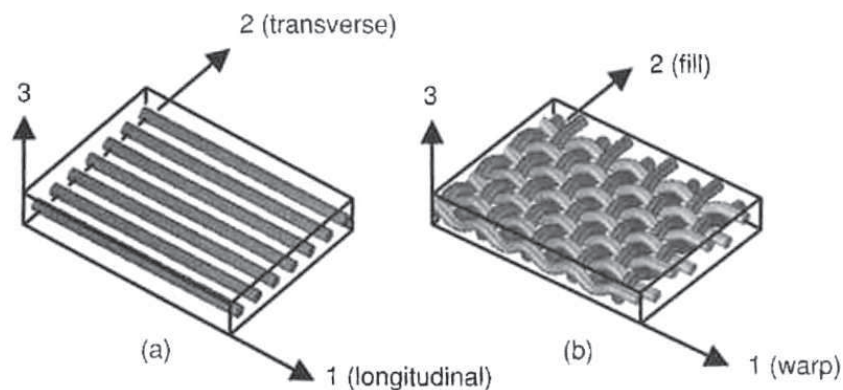 2 (transverse)
3
(a)
1 (longitudinal)
2 (fill)
3
(b)
1 (warp)